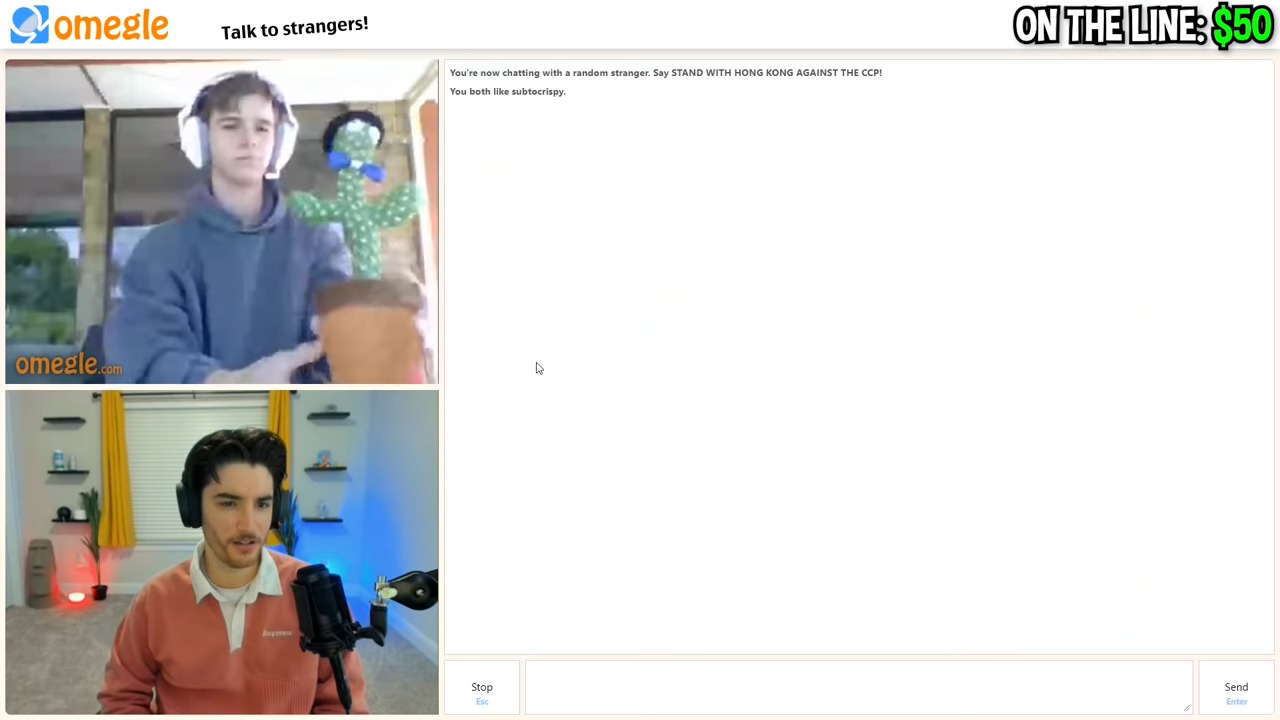 omegle
Talk to strangers!
ON THE LINE: $50
You're now chatting with a random stranger. Say STAND WITH HONG KONG AGAINST THE CCP!
You both like subtocrispy.
omegle.com
Stop
Esc
Send
Enter